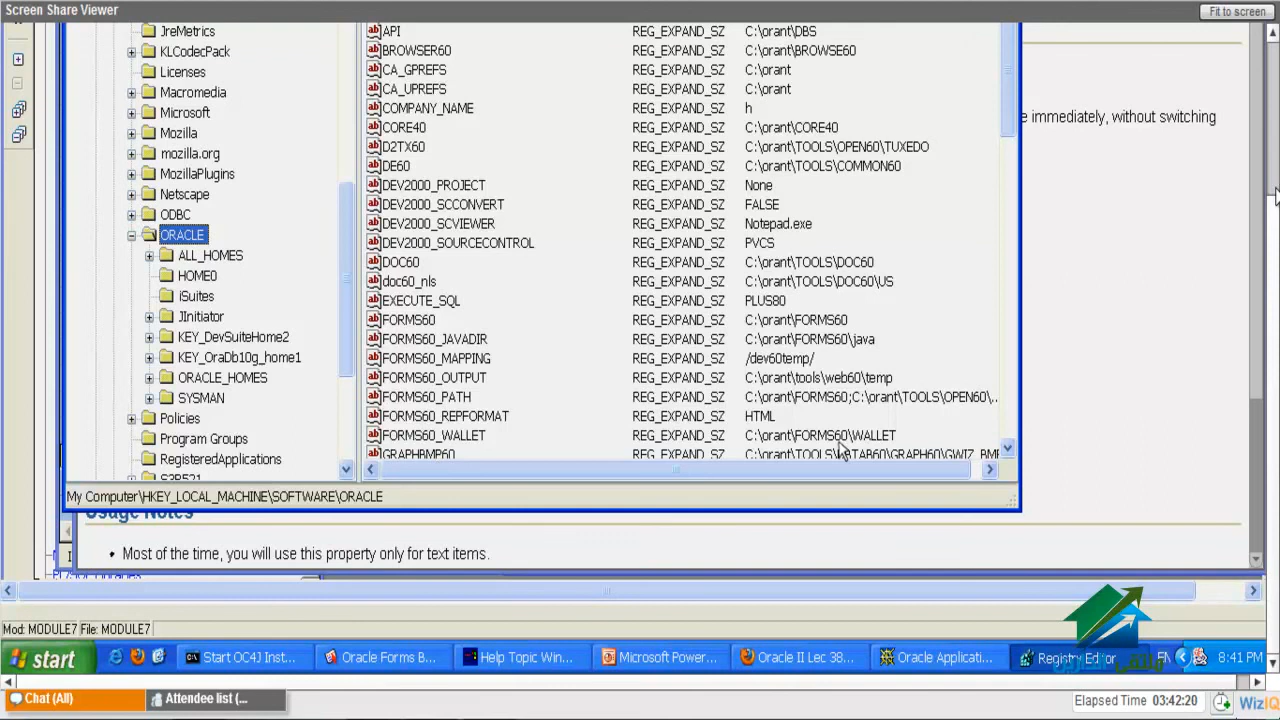 Screen Share Viewer
Fit to screen
JreMetrics
KLCodecPack
Licenses
Macromedia
Microsoft
Mozilla
mozilla.org
MozillaPlugins
Netscape
ODBC
ORACLE
ALL_HOMES
HOME0
iSuites
JInitiator
KEY_DevSuiteHome2
KEY_OraDb10g_home1
ORACLE_HOMES
SYSMAN
Policies
Program Groups
RegisteredApplications
API REG_EXPAND_SZ C:\orant\DBS
BROWSER60 REG_EXPAND_SZ C:\orant\BROWSE60
CA_GPREFS REG_EXPAND_SZ C:\orant
CA_UPREFS REG_EXPAND_SZ C:\orant
COMPANY_NAME REG_EXPAND_SZ h
CORE40 REG_EXPAND_SZ C:\orant\CORE40
D2TX60 REG_EXPAND_SZ C:\orant\TOOLS\OPEN60\TUXEDO
DE60 REG_EXPAND_SZ C:\orant\TOOLS\COMMON60
DEV2000_PROJECT REG_EXPAND_SZ None
DEV2000_SCCONVERT REG_EXPAND_SZ FALSE
DEV2000_SCVIEWER REG_EXPAND_SZ Notepad.exe
DEV2000_SOURCECONTROL REG_EXPAND_SZ PVCS
DOC60 REG_EXPAND_SZ C:\orant\TOOLS\DOC60
doc60_nls REG_EXPAND_SZ C:\orant\TOOLS\DOC60\US
EXECUTE_SQL REG_EXPAND_SZ PLUS80
FORMS60 REG_EXPAND_SZ C:\orant\FORMS60
FORMS60_JAVADIR REG_EXPAND_SZ C:\orant\FORMS60\java
FORMS60_MAPPING REG_EXPAND_SZ /dev60temp/
FORMS60_OUTPUT REG_EXPAND_SZ C:\orant\tools\web60\temp
FORMS60_PATH REG_EXPAND_SZ C:\orant\FORMS60;C:\orant\TOOLS\OPEN60\...
FORMS60_REPFORMAT REG_EXPAND_SZ HTML
FORMS60_WALLET REG_EXPAND_SZ C:\orant\FORMS60\WALLET
GRAPHBMP60 REG_EXPAND_SZ
e immediately, without switching
My Computer\HKEY_LOCAL_MACHINE\SOFTWARE\ORACLE
Usage Notes
• Most of the time, you will use this property only for text items.
Mod: MODULE7 File: MODULE7
start
Start OC4J Inst...
Oracle Forms B...
Help Topic Win...
Microsoft Power...
Oracle II Lec 38...
Oracle Applicati...
Registry Editor
EN
8:41 PM
Chat (All)
Attendee list (...
Elapsed Time 03:42:20
WizIQ